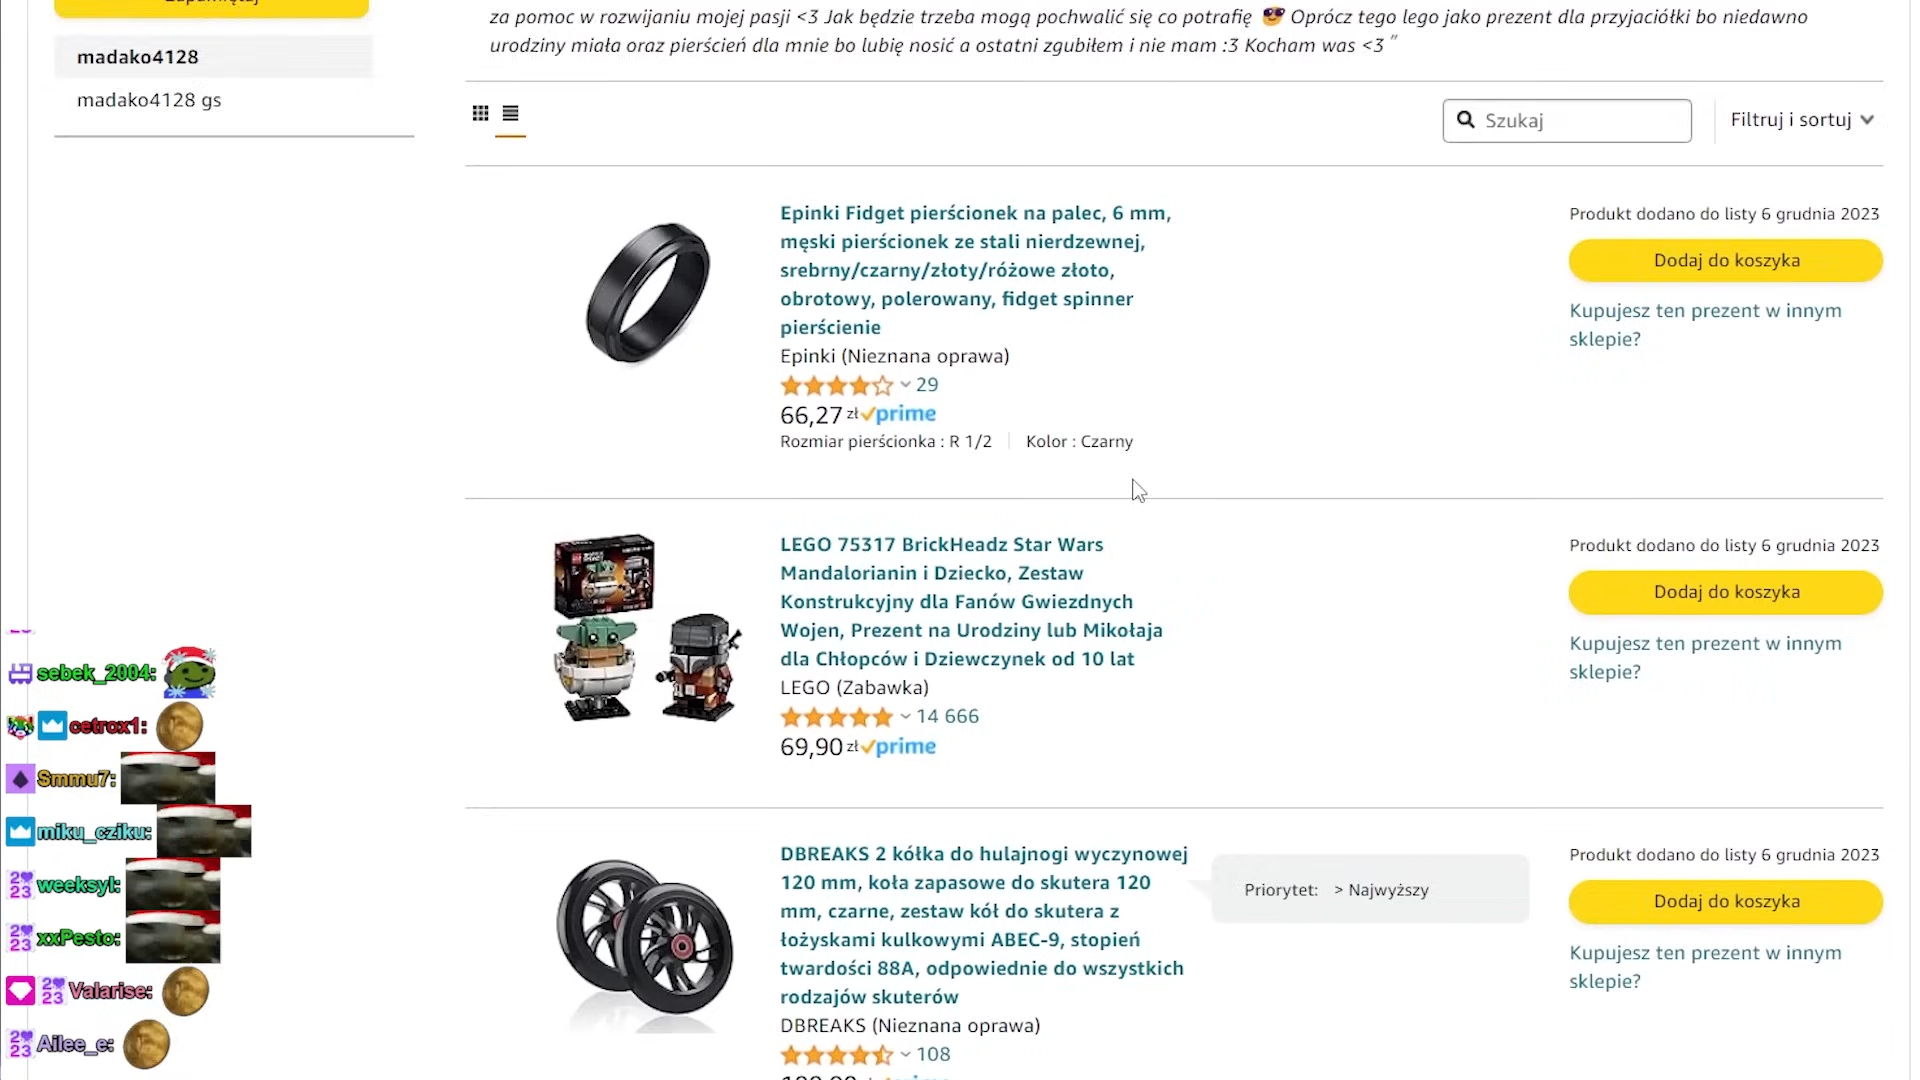 za pomoc w rozwijaniu mojej pasji <3 Jak będzie trzeba mogą pochwalić się co potrafię 😎 Oprócz tego lego jako prezent dla przyjaciółki bo niedawno
urodziny miała oraz pierścień dla mnie bo lubię nosić a ostatni zgubiłem i nie mam :3 Kocham was <3 ”
madako4128
madako4128 gs
Szukaj
Filtruj i sortuj
Epinki Fidget pierścionek na palec, 6 mm,
męski pierścionek ze stali nierdzewnej,
srebrny/czarny/złoty/różowe złoto,
obrotowy, polerowany, fidget spinner
pierścienie
Epinki (Nieznana oprawa)
29
66,27 zł prime
Rozmiar pierścionka : R 1/2 | Kolor : Czarny
Produkt dodano do listy 6 grudnia 2023
Dodaj do koszyka
Kupujesz ten prezent w innym
sklepie?
LEGO 75317 BrickHeadz Star Wars
Mandalorianin i Dziecko, Zestaw
Konstrukcyjny dla Fanów Gwiezdnych
Wojen, Prezent na Urodziny lub Mikołaja
dla Chłopców i Dziewczynek od 10 lat
LEGO (Zabawka)
14 666
69,90 zł prime
Produkt dodano do listy 6 grudnia 2023
Dodaj do koszyka
Kupujesz ten prezent w innym
sklepie?
DBREAKS 2 kółka do hulajnogi wyczynowej
120 mm, koła zapasowe do skutera 120
mm, czarne, zestaw kół do skutera z
łożyskami kulkowymi ABEC-9, stopień
twardości 88A, odpowiednie do wszystkich
rodzajów skuterów
DBREAKS (Nieznana oprawa)
108
Priorytet: > Najwyższy
Produkt dodano do listy 6 grudnia 2023
Dodaj do koszyka
Kupujesz ten prezent w innym
sklepie?
sebek_2004:
cetrox1:
Smmu7:
miku_cziku:
2023 weeksyl:
2023 xxPesto:
2023 Valarise:
2023 Ailee_e: